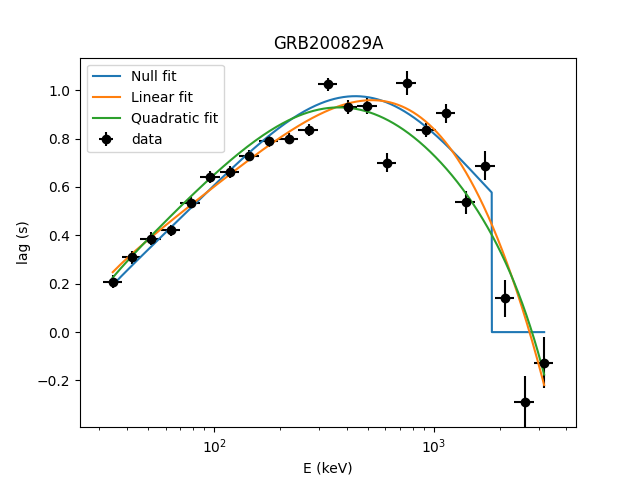 GRB200829A
Null fit
Linear fit
Quadratic fit
data
1.0
0.8
0.6
0.4
0.2
0.0
−0.2
lag (s)
10²
10³
E (keV)